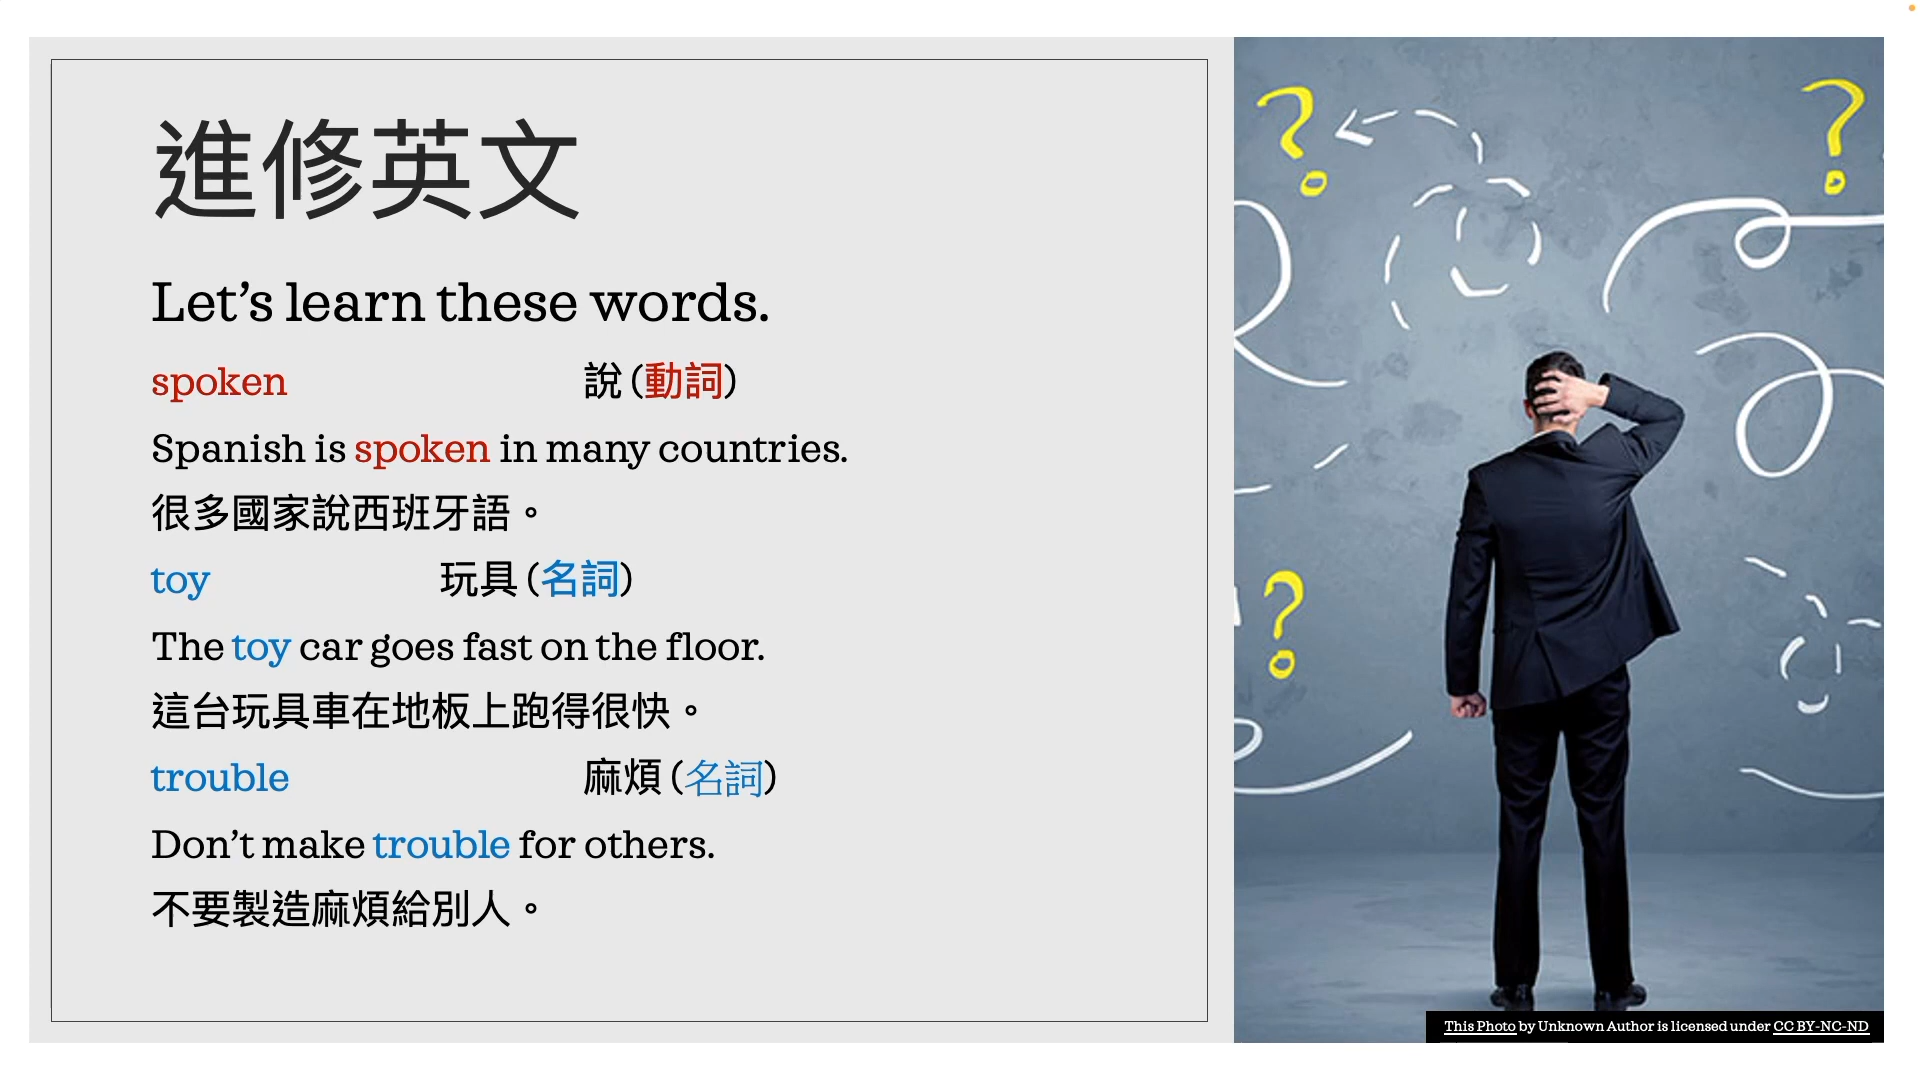 進修英文
Let’s learn these words.
spoken 說 (動詞)
Spanish is spoken in many countries.
很多國家說西班牙語。
toy 玩具 (名詞)
The toy car goes fast on the floor.
這台玩具車在地板上跑得很快。
trouble 麻煩 (名詞)
Don’t make trouble for others.
不要製造麻煩給別人。
? ?
?
This Photo by Unknown Author is licensed under CC BY-NC-ND